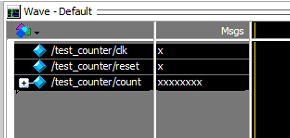 Wave - Default
Msgs
/test_counter/clk x
/test_counter/reset x
/test_counter/count xxxxxxxx